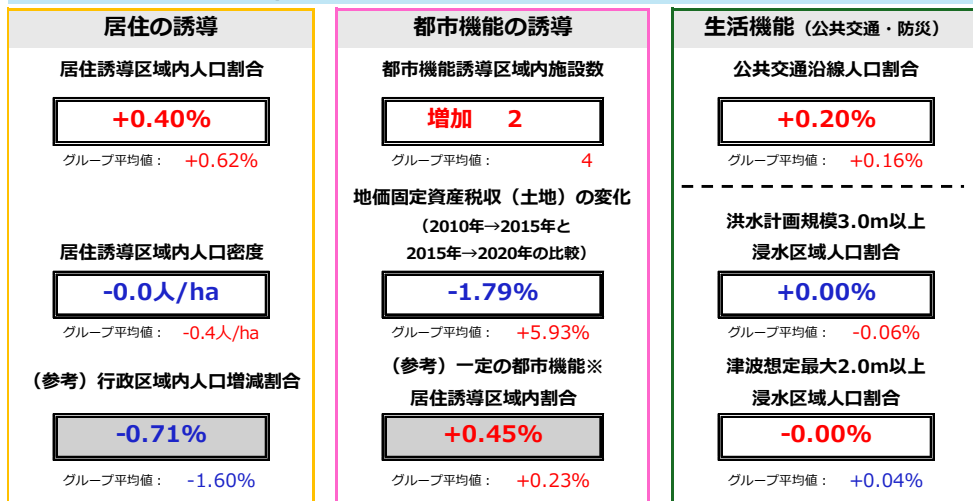 居住の誘導
居住誘導区域内人口割合
+0.40%
グループ平均値： +0.62%
居住誘導区域内人口密度
-0.0人/ha
グループ平均値： -0.4人/ha
（参考）行政区域内人口増減割合
-0.71%
グループ平均値： -1.60%
都市機能の誘導
都市機能誘導区域内施設数
増加 2
グループ平均値： 4
地価固定資産税収（土地）の変化
（2010年→2015年と
2015年→2020年の比較）
-1.79%
グループ平均値： +5.93%
（参考）一定の都市機能※
居住誘導区域内割合
+0.45%
グループ平均値： +0.23%
生活機能（公共交通・防災）
公共交通沿線人口割合
+0.20%
グループ平均値： +0.16%
洪水計画規模3.0m以上
浸水区域人口割合
+0.00%
グループ平均値： -0.06%
津波想定最大2.0m以上
浸水区域人口割合
-0.00%
グループ平均値： +0.04%